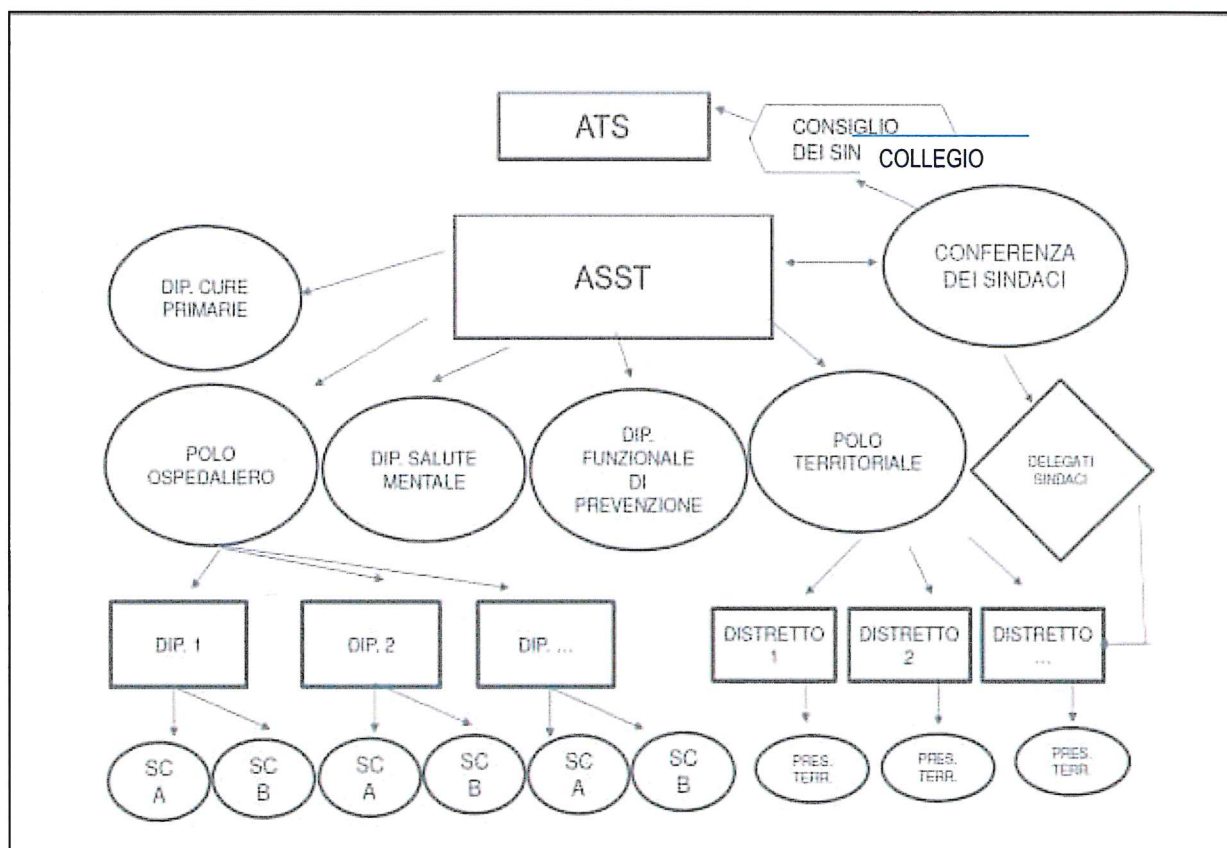 ATS
CONSIGLIO
DEI SIN
COLLEGIO
CONFERENZA
DEI SINDACI
ASST
DIP. CURE
PRIMARIE
POLO
OSPEDALIERO
DIP. SALUTE
MENTALE
DIP.
FUNZIONALE
DI
PREVENZIONE
POLO
TERRITORIALE
DELEGATI
SINDACI
DIP. 1
DIP. 2
DIP. ...
DISTRETTO
1
DISTRETTO
2
DISTRETTO
...
SC
A
SC
B
SC
A
SC
B
SC
A
SC
B
PRES.
TERR.
PRES.
TERR.
PRES.
TERR.